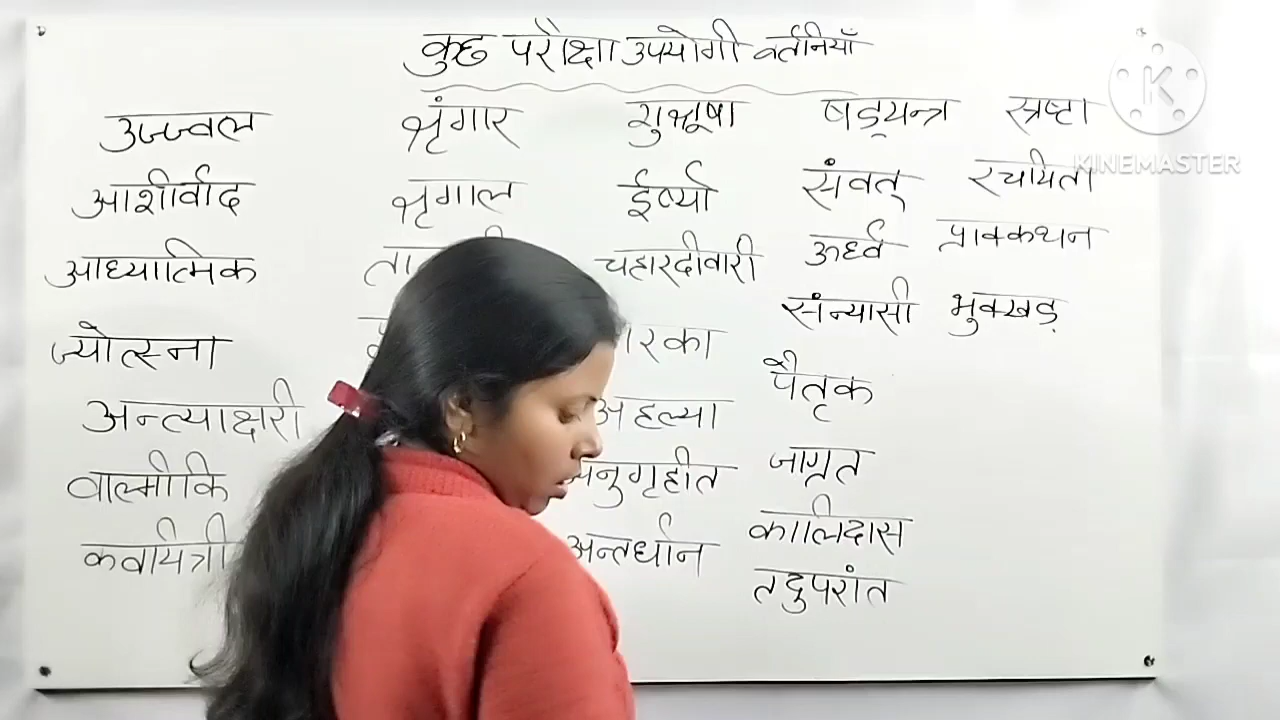 कुछ परीक्षा उपयोगी वर्तनियाँ
उज्ज्वल श्रृंगार शुश्रूषा षड़्यन्त्र स्रष्टा
आशीर्वाद श्रृगाल ईर्ष्या संवत् रचयिता
आध्यात्मिक चहारदीवारी ऊर्ध्व प्राक्कथन
ज्योत्स्ना संन्यासी भुक्खड़
अन्त्याक्षरी अहल्या पैतृक
वाल्मीकि अनुगृहीत जाग्रत
कवयित्री अन्तर्धान कालिदास
तदुपरांत
KINEMASTER